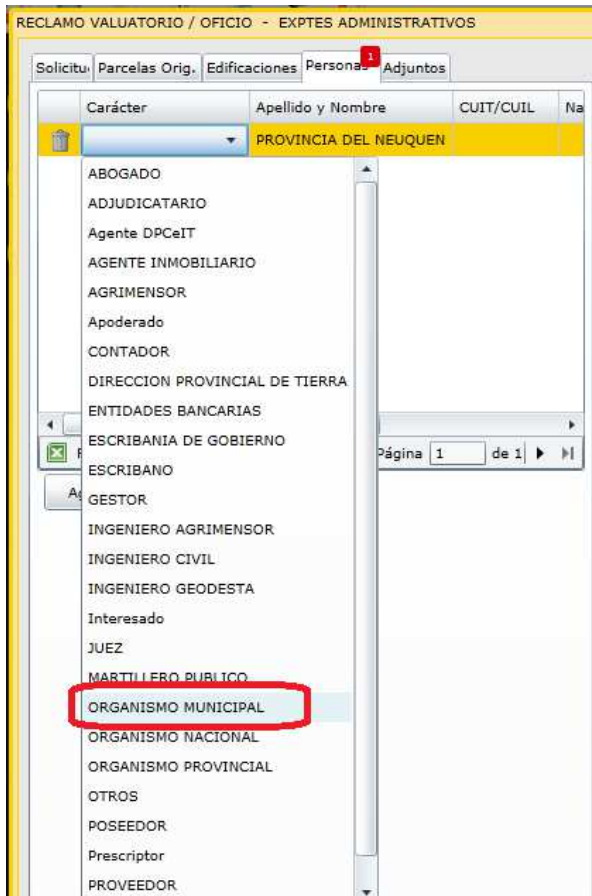 RECLAMO VALUATORIO / OFICIO - EXPTES ADMINISTRATIVOS
Solicitu Parcelas Orig. Edificaciones Personas 1 Adjuntos
Carácter Apellido y Nombre CUIT/CUIL Na
PROVINCIA DEL NEUQUEN
ABOGADO
ADJUDICATARIO
Agente DPCeIT
AGENTE INMOBILIARIO
AGRIMENSOR
Apoderado
CONTADOR
DIRECCION PROVINCIAL DE TIERRA
ENTIDADES BANCARIAS
ESCRIBANIA DE GOBIERNO
Página 1 de 1
ESCRIBANO
GESTOR
INGENIERO AGRIMENSOR
INGENIERO CIVIL
INGENIERO GEODESTA
Interesado
JUEZ
MARTILLERO PUBLICO
ORGANISMO MUNICIPAL
ORGANISMO NACIONAL
ORGANISMO PROVINCIAL
OTROS
POSEEDOR
Prescriptor
PROVEEDOR